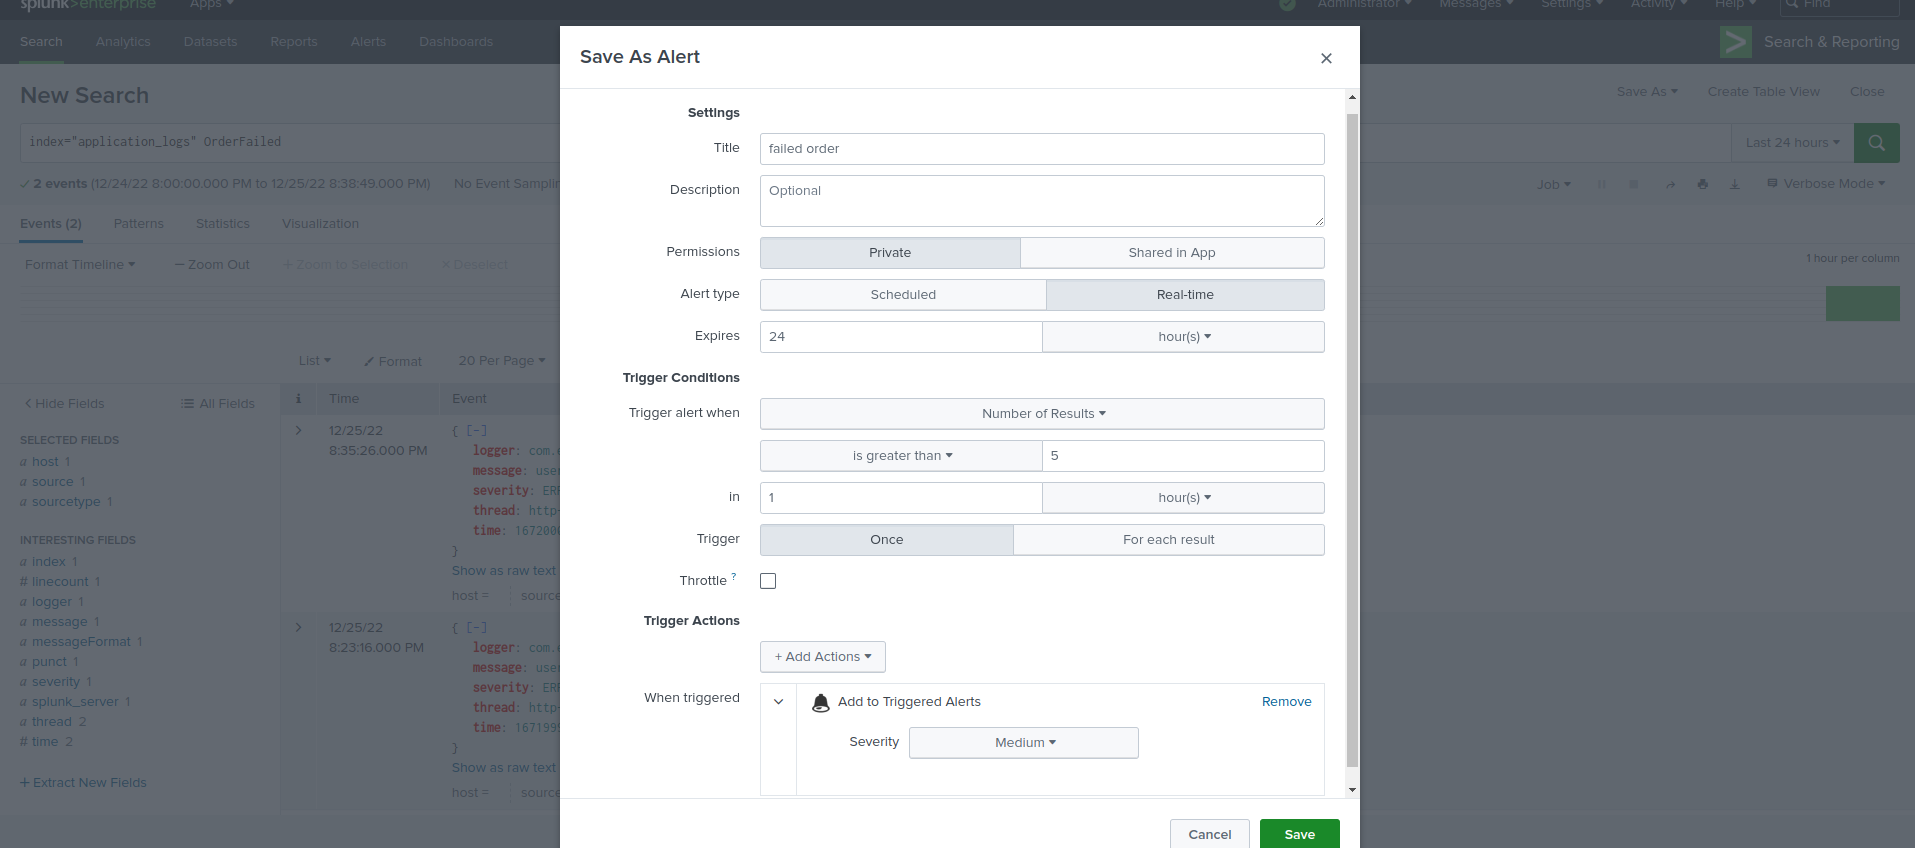 splunk>enterprise Apps Administrator Messages Settings Activity Help Find
Search Analytics Datasets Reports Alerts Dashboards Search & Reporting
New Search Save As Create Table View Close
index="application_logs" OrderFailed Last 24 hours
2 events (12/24/22 8:00:00.000 PM to 12/25/22 8:38:49.000 PM) No Event Job Verbose Mode
Events (2) Patterns Statistics Visualization
Format Timeline − Zoom Out + Zoom to Selection × Deselect 1 hour per column
List Format 20 Per Page
Hide Fields All Fields
i Time Event
SELECTED FIELDS
a host 1
a source 1
a sourcetype 1
INTERESTING FIELDS
a index 1
# linecount 1
a logger 1
a message 1
a messageFormat 1
a punct 1
a severity 1
a splunk_server 1
a thread 2
# time 2
+ Extract New Fields
12/25/22
8:35:26.000 PM
{ [-]
logger: com.
message:
severity:
thread: http-
time:
}
Show as raw text
host = source
12/25/22
8:23:16.000 PM
{ [-]
logger: com.
message:
severity:
thread: http-
time:
}
Show as raw text
host = source
Save As Alert ×
Settings
Title failed order
Description Optional
Permissions Private Shared in App
Alert type Scheduled Real-time
Expires 24 hour(s)
Trigger Conditions
Trigger alert when Number of Results
is greater than 5
in 1 hour(s)
Trigger Once For each result
Throttle ?
Trigger Actions
+ Add Actions
When triggered Add to Triggered Alerts Remove
Severity Medium
Cancel Save